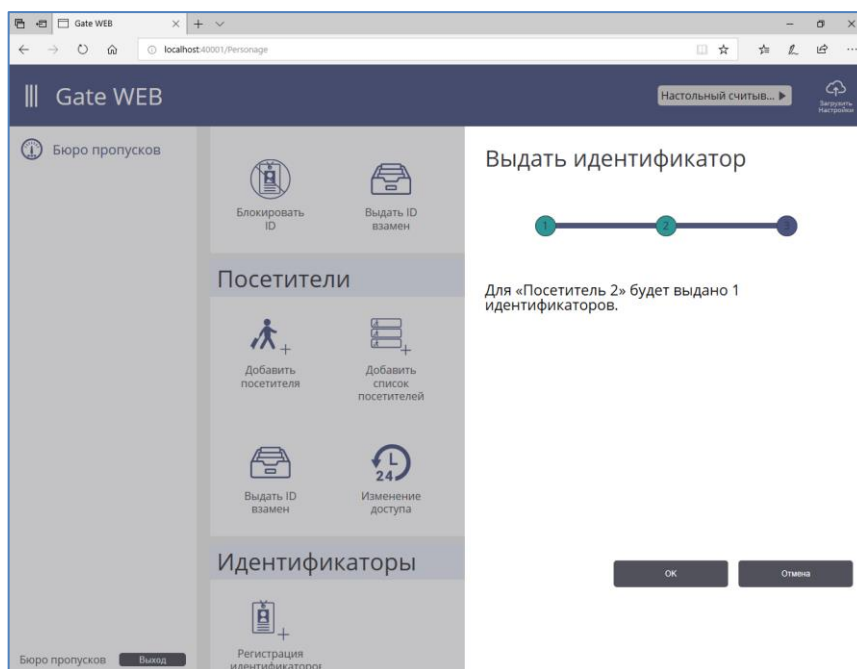 Gate WEB
localhost:40001/Personage
Gate WEB
Настольный считыв...
Загрузить
Настройки
Бюро пропусков
Блокировать
ID
Выдать ID
взамен
Посетители
Добавить
посетителя
Добавить
список
посетителей
24
Выдать ID
взамен
Изменение
доступа
Идентификаторы
Регистрация
идентификаторов
Бюро пропусков
Выход
Выдать идентификатор
1
2
3
Для «Посетитель 2» будет выдано 1
идентификаторов.
OK
Отмена